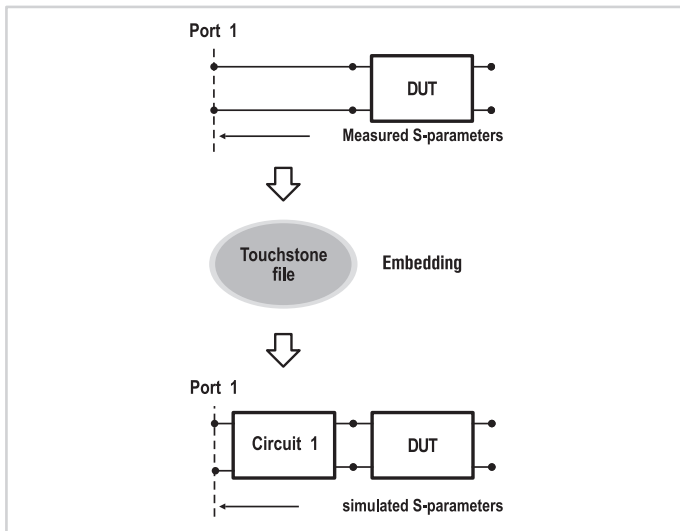 Port 1
DUT
Measured S-parameters
Touchstone
file
Embedding
Port 1
Circuit 1
DUT
simulated S-parameters